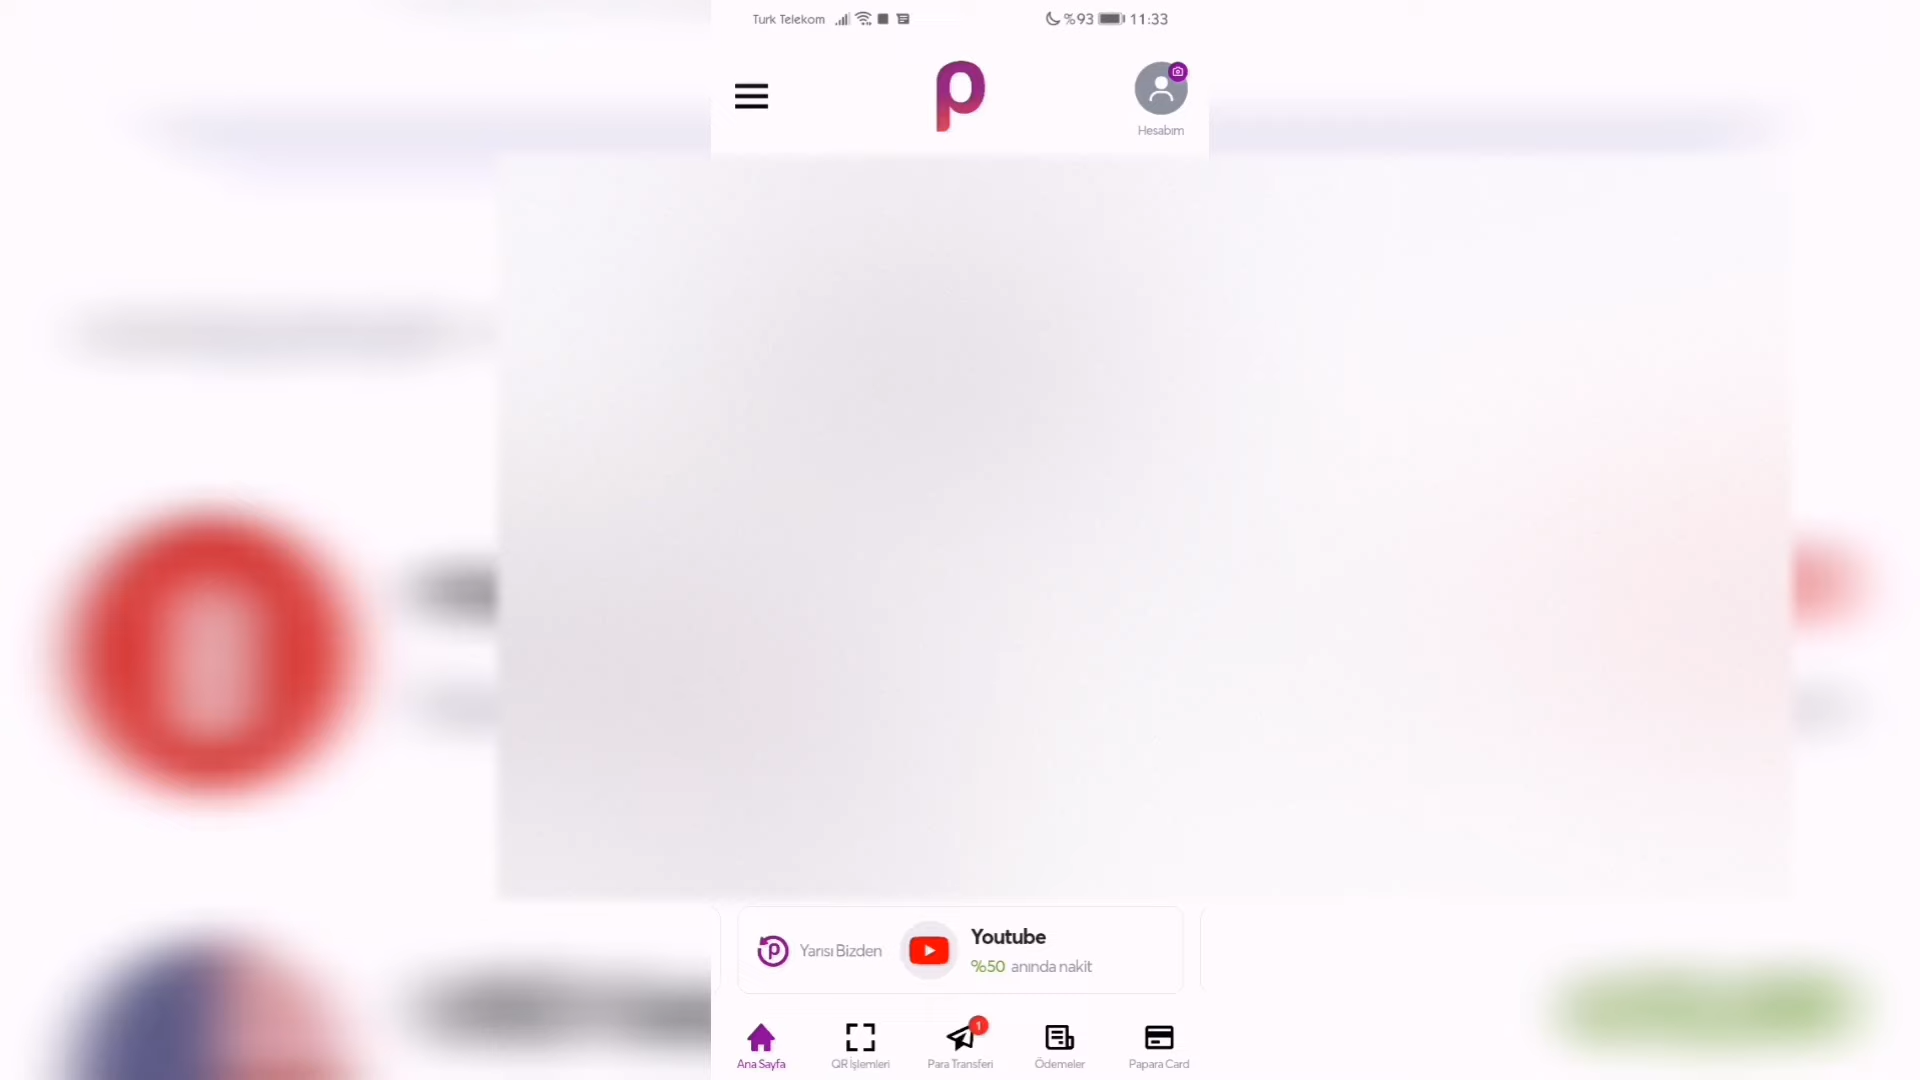 Turk Telekom %93 11:33
Hesabım
Yarısı Bizden
Youtube
%50 anında nakit
1
Ana Sayfa QR İşlemleri Para Transferi Ödemeler Papara Card